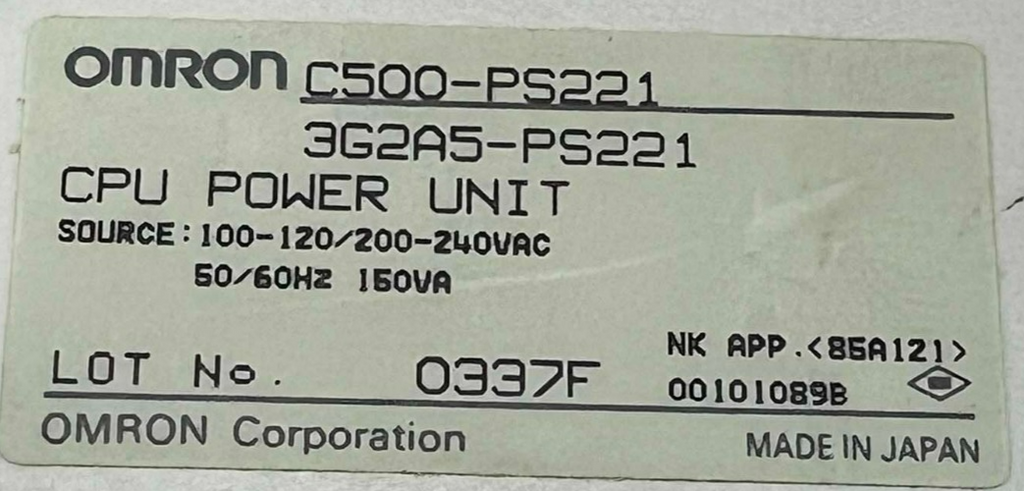 OMRON C500-PS221
3G2A5-PS221
CPU POWER UNIT
SOURCE: 100-120/200-240VAC
50/60HZ 150VA
NK APP.<85A121>
LOT No. 0337F
00101089B
OMRON Corporation
MADE IN JAPAN